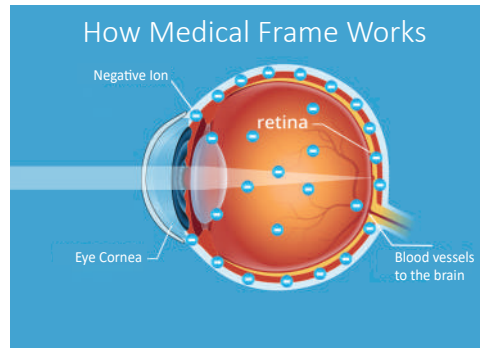 How Medical Frame Works
Negative Ion
retina
Eye Cornea
Blood vessels
to the brain